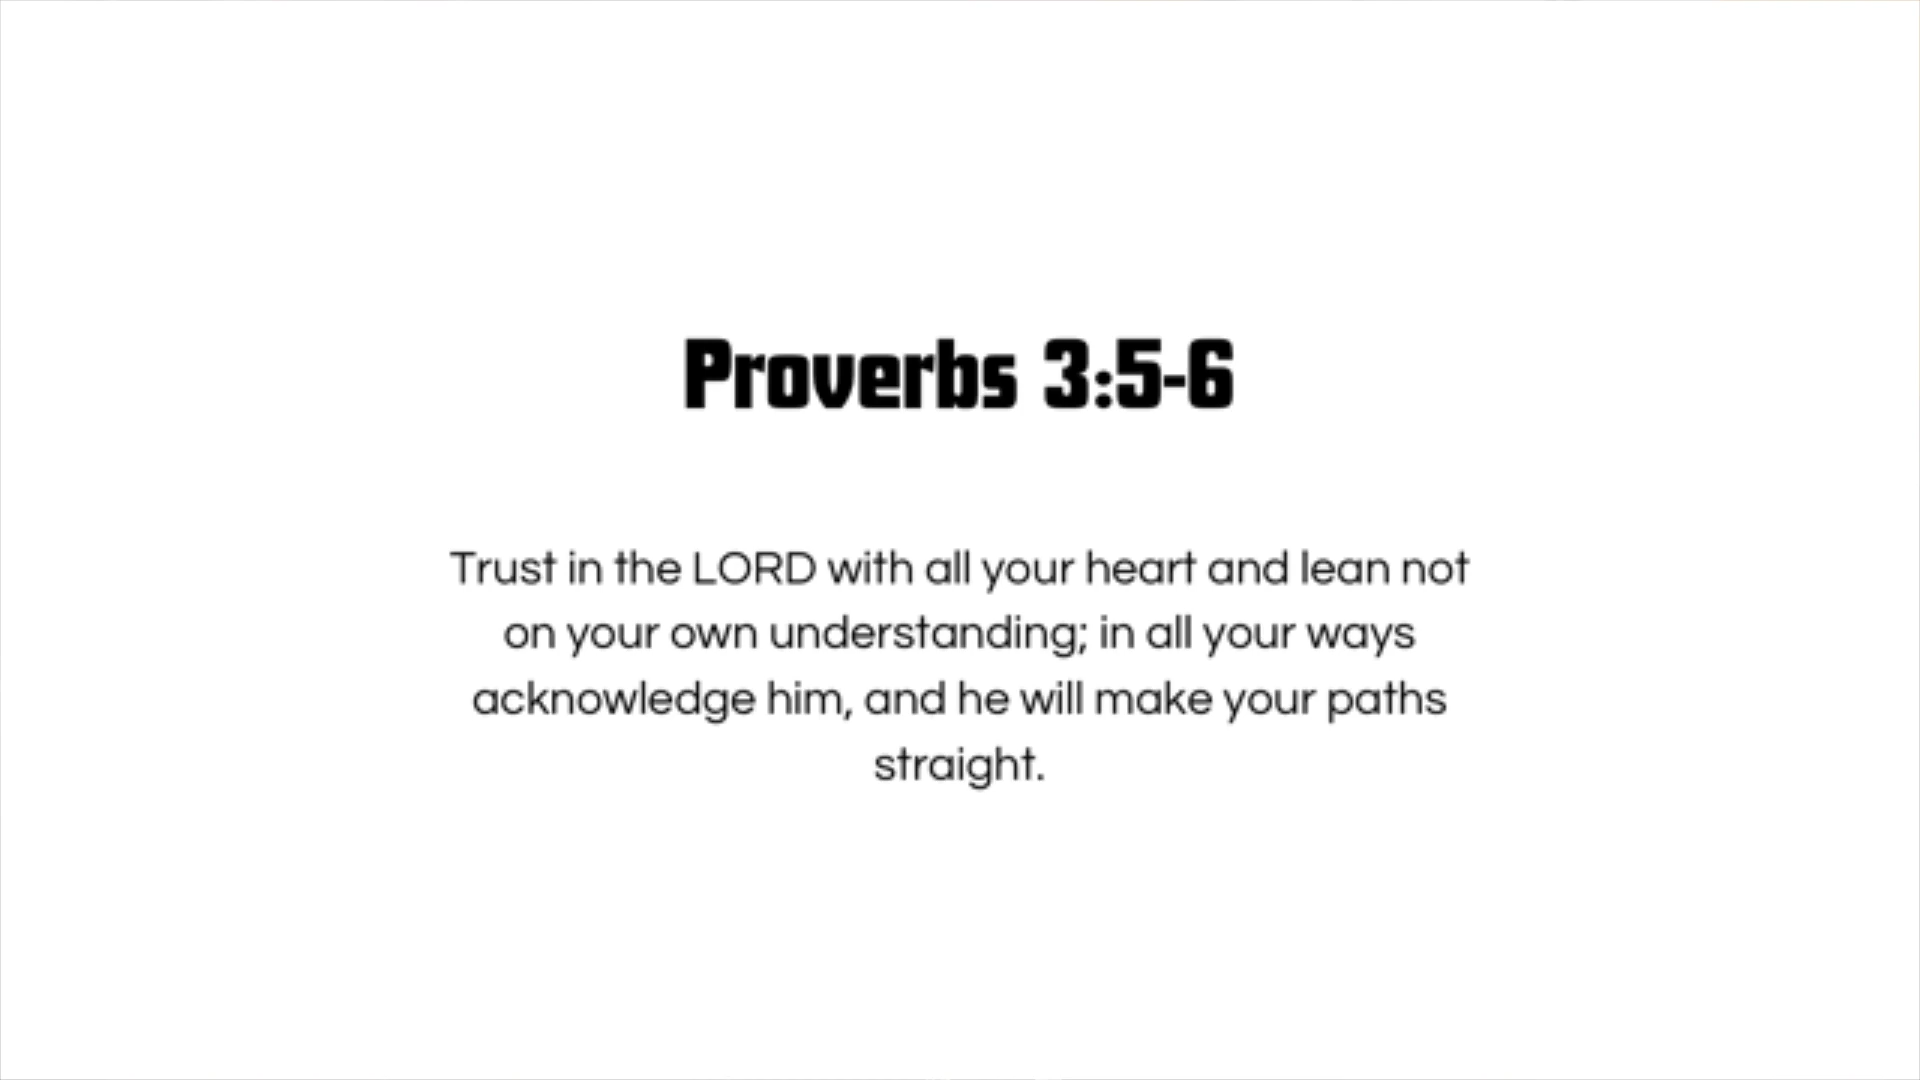 Proverbs 3:5-6
Trust in the LORD with all your heart and lean not
on your own understanding; in all your ways
acknowledge him, and he will make your paths
straight.